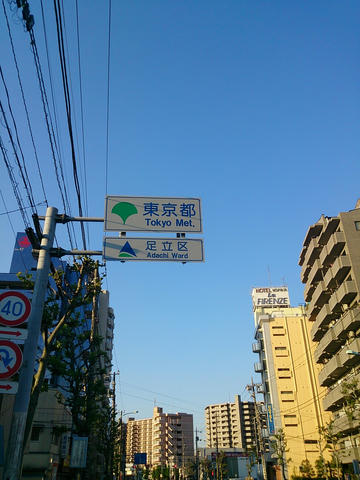 東京都
Tokyo Met.
足立区
Adachi Ward
40
HOTEL
FIRENZE